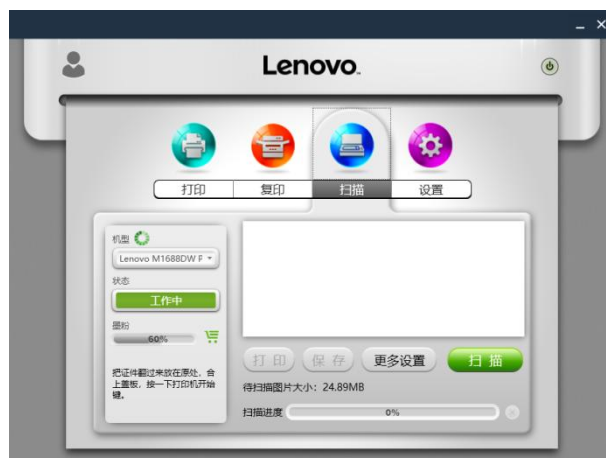 Lenovo
打印 复印 扫描 设置
机型
Lenovo M1688DW F
状态
工作中
墨粉
60%
把证件翻过来放在原处，合
上盖板，按一下打印机开始
键。
打 印 保 存 更多设置 扫 描
待扫描图片大小： 24.89MB
扫描进度 0%